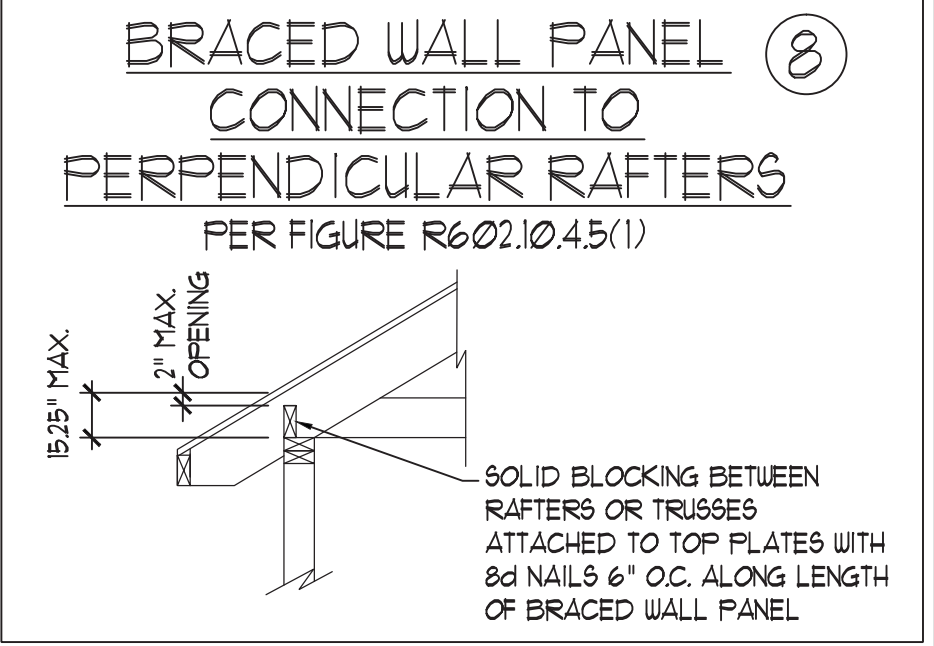 BRACED WALL PANEL
8
CONNECTION TO
PERPENDICULAR RAFTERS
PER FIGURE R602.10.4.5(1)
15.25" MAX.
2" MAX.
OPENING
SOLID BLOCKING BETWEEN
RAFTERS OR TRUSSES
ATTACHED TO TOP PLATES WITH
8d NAILS 6" O.C. ALONG LENGTH
OF BRACED WALL PANEL